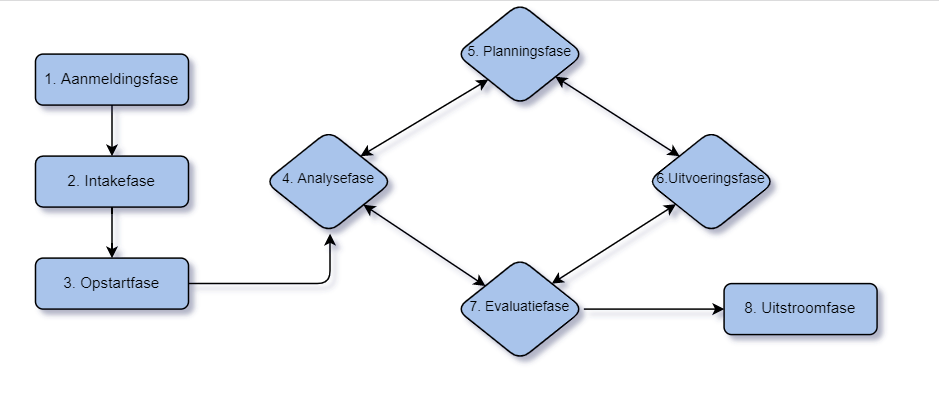 1. Aanmeldingsfase
2. Intakefase
3. Opstartfase
4. Analysefase
5. Planningsfase
6.Uitvoeringsfase
7. Evaluatiefase
8. Uitstroomfase